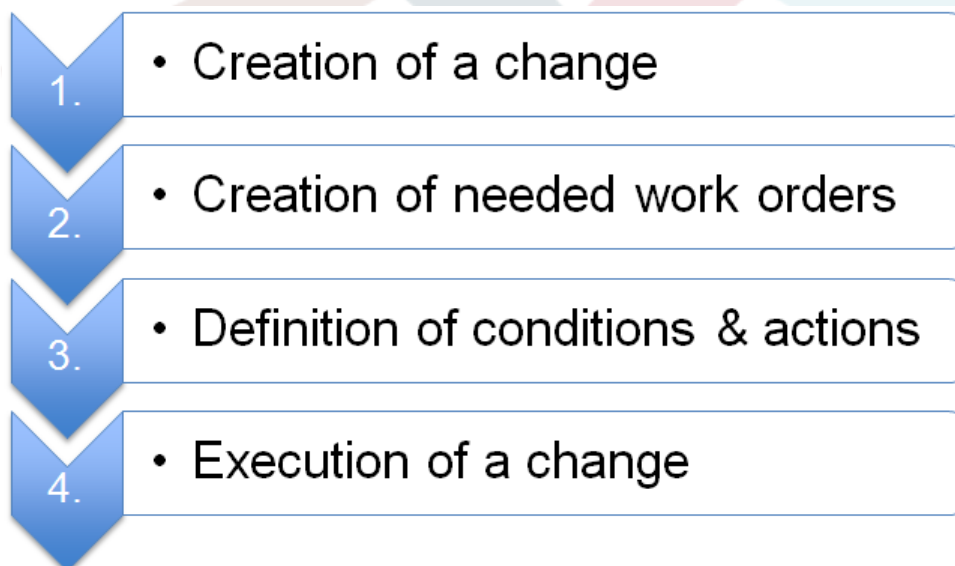 1. • Creation of a change
2. • Creation of needed work orders
3. • Definition of conditions & actions
4. • Execution of a change